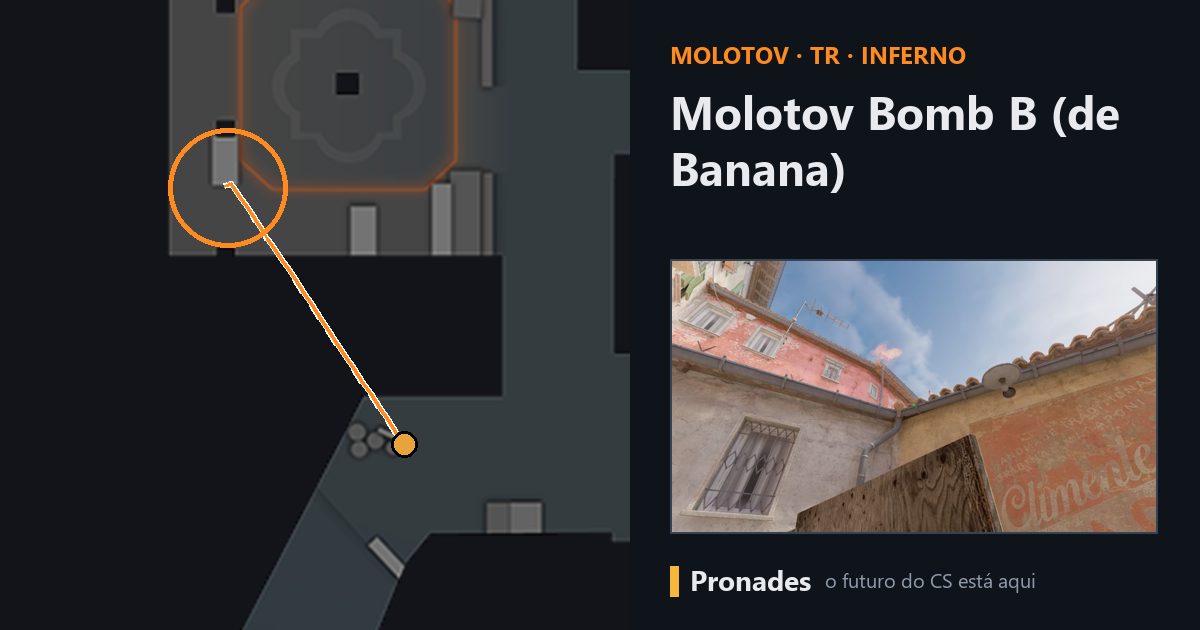 MOLOTOV · TR · INFERNO
Molotov Bomb B (de
Banana)
Climente
Pronades o futuro do CS está aqui